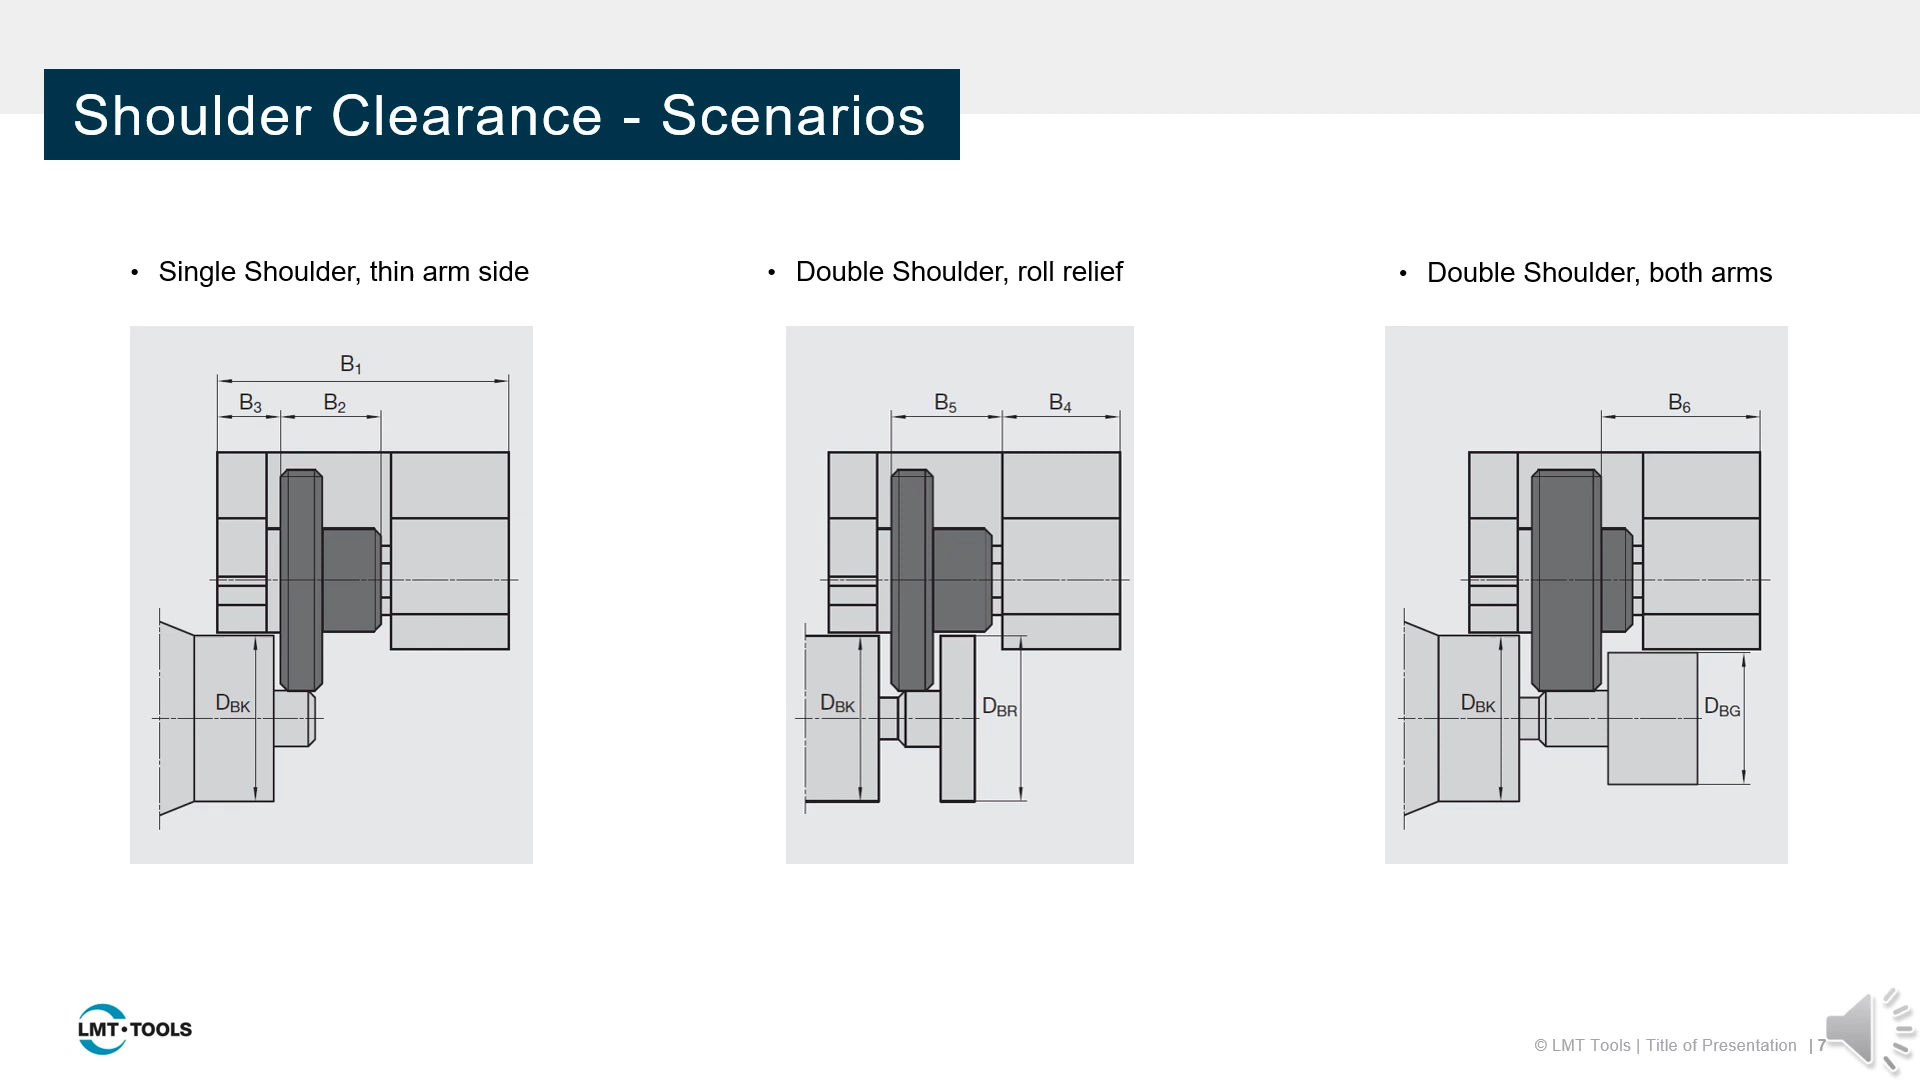 Shoulder Clearance - Scenarios
• Single Shoulder, thin arm side
B1
B3 B2
DBK
• Double Shoulder, roll relief
B5 B4
DBK DBR
• Double Shoulder, both arms
B6
DBK DBG
LMT·TOOLS
© LMT Tools | Title of Presentation | 7